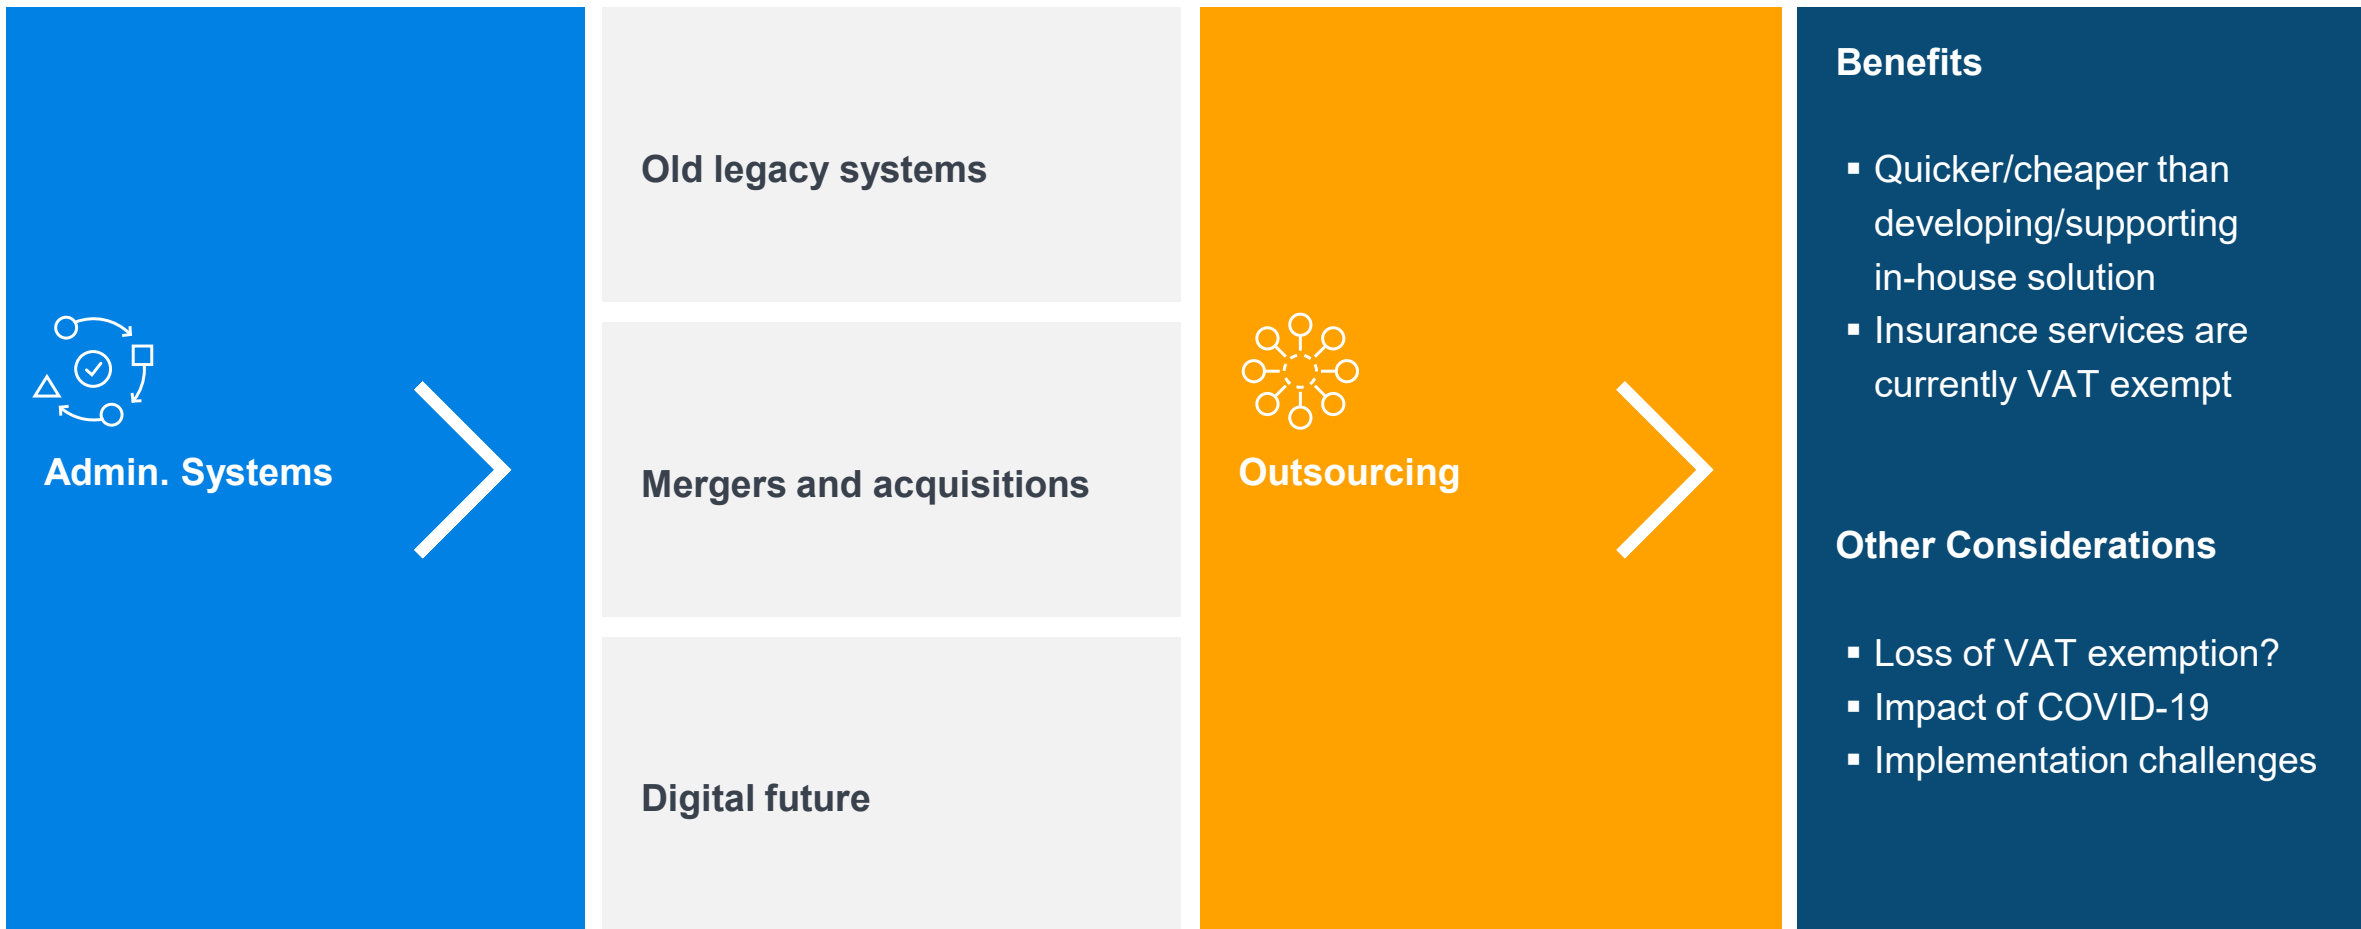 Admin. Systems
Old legacy systems
Mergers and acquisitions
Digital future
Outsourcing
Benefits
▪ Quicker/cheaper than
developing/supporting
in-house solution
▪ Insurance services are
currently VAT exempt
Other Considerations
▪ Loss of VAT exemption?
▪ Impact of COVID-19
▪ Implementation challenges